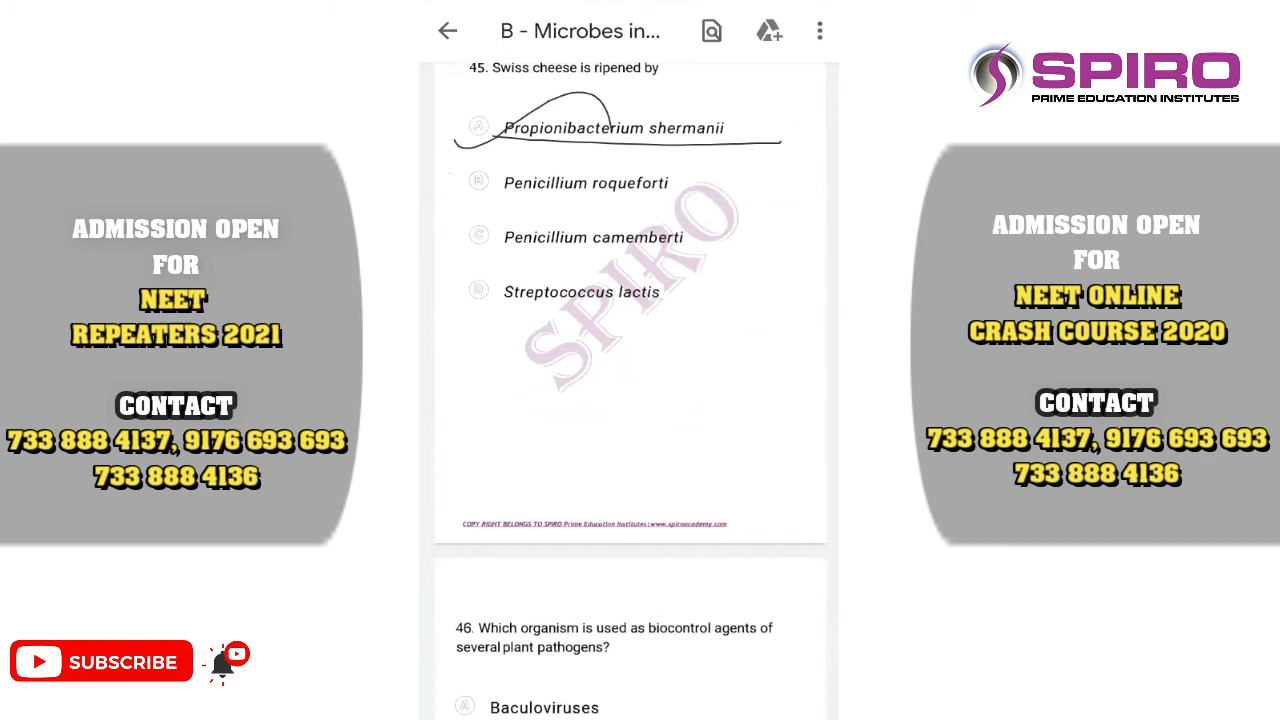 B - Microbes in...
45. Swiss cheese is ripened by
A Propionibacterium shermanii
B Penicillium roqueforti
C Penicillium camemberti
D Streptococcus lactis
SPIRO
COPY RIGHT BELONGS TO SPIRO Prime Education Institutes:www.spiroacademy.com
46. Which organism is used as biocontrol agents of
several plant pathogens?
A Baculoviruses
ADMISSION OPEN
FOR
NEET
REPEATERS 2021
CONTACT
733 888 4137, 9176 693 693
733 888 4136
SUBSCRIBE
SPIRO
PRIME EDUCATION INSTITUTES
ADMISSION OPEN
FOR
NEET ONLINE
CRASH COURSE 2020
CONTACT
733 888 4137, 9176 693 693
733 888 4136